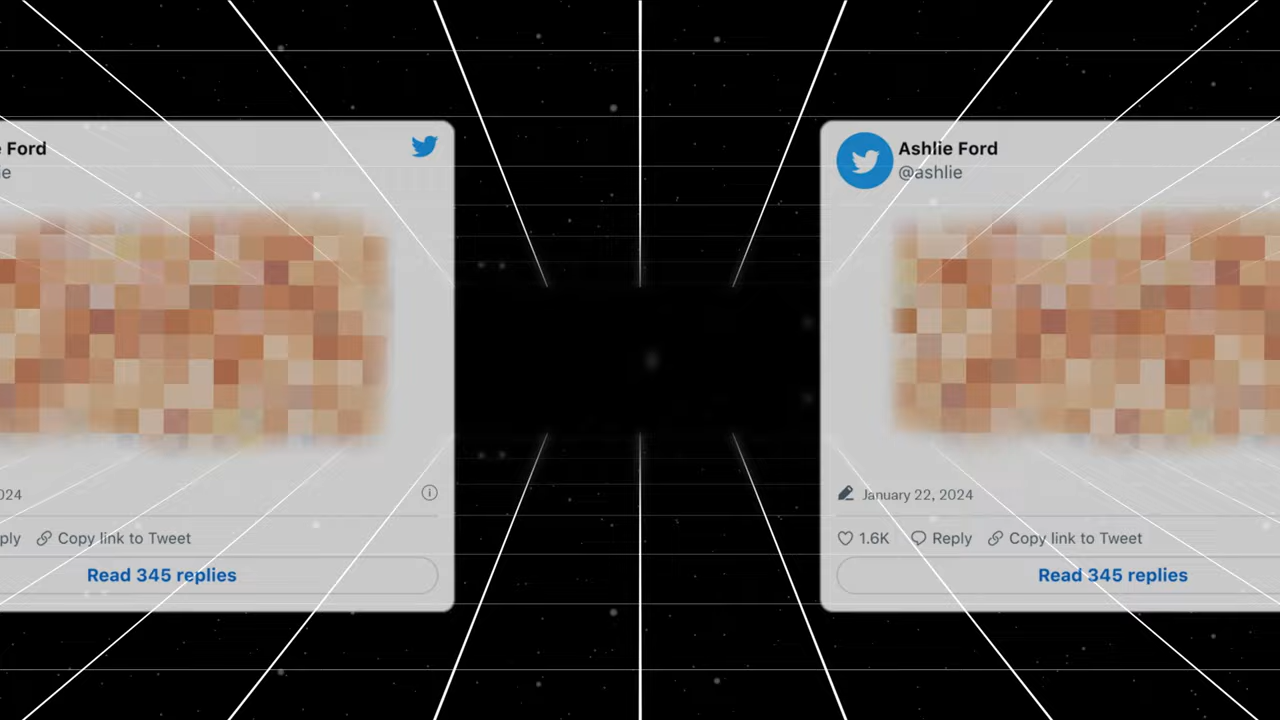 e Ford
e
024
ply Copy link to Tweet
Read 345 replies
Ashlie Ford
@ashlie
January 22, 2024
1.6K Reply Copy link to Tweet
Read 345 replies